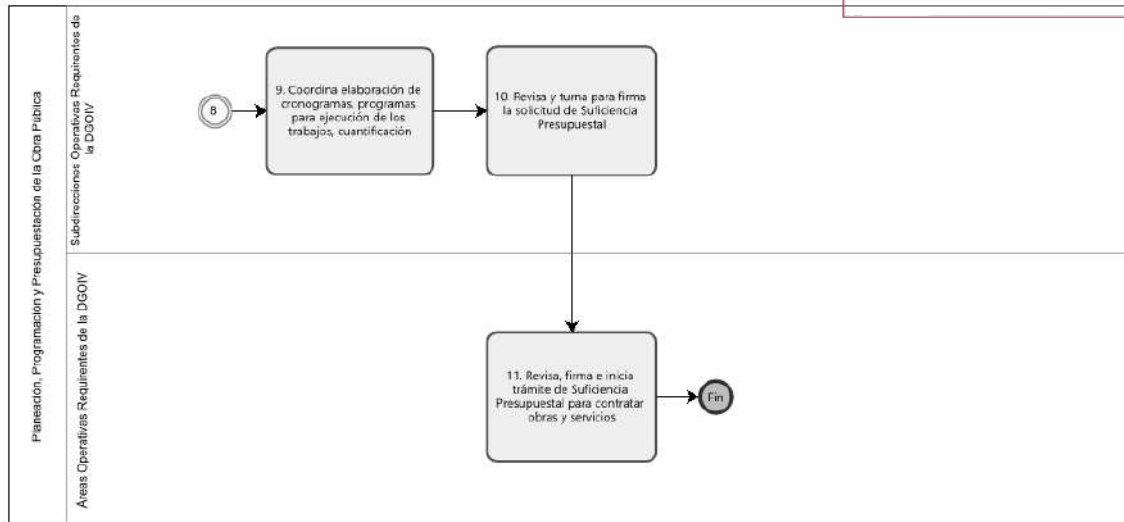 Planeación, Programación y Presupuestación de la Obra Pública
Subdirecciones Operativas Requirentes de
la DGOIV
B
9. Coordina elaboración de
cronogramas, programas
para ejecución de los
trabajos, cuantificación
10. Revisa y turna para firma
la solicitud de Suficiencia
Presupuestal
Áreas Operativas Requirentes de la DGOIV
11. Revisa, firma e inicia
trámite de Suficiencia
Presupuestal para contratar
obras y servicios
Fin